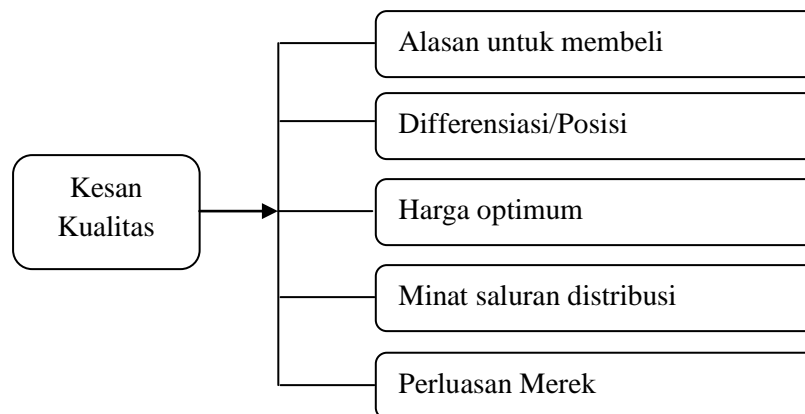 Kesan
Kualitas
Alasan untuk membeli
Differensiasi/Posisi
Harga optimum
Minat saluran distribusi
Perluasan Merek